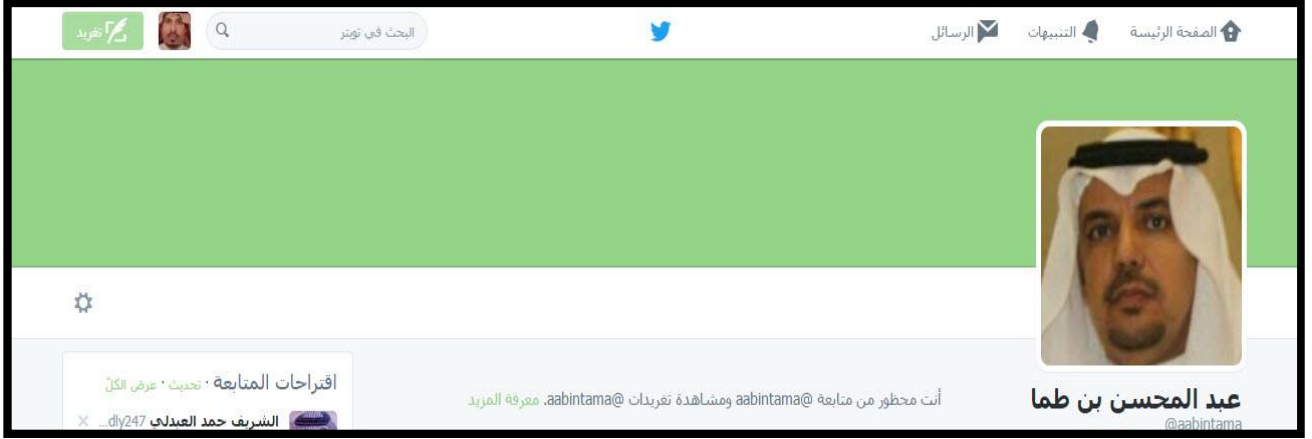 الصفحة الرئيسة التنبيهات الرسائل البحث في تويتر تغريد
اقتراحات المتابعة · تحديث · عرض الكلّ
أنت محظور من متابعة @aabintama ومشاهدة تغريدات @aabintama. معرفة المزيد
عبد المحسن بن طما
@aabintama
الشريف حمد العبدلي dly247...